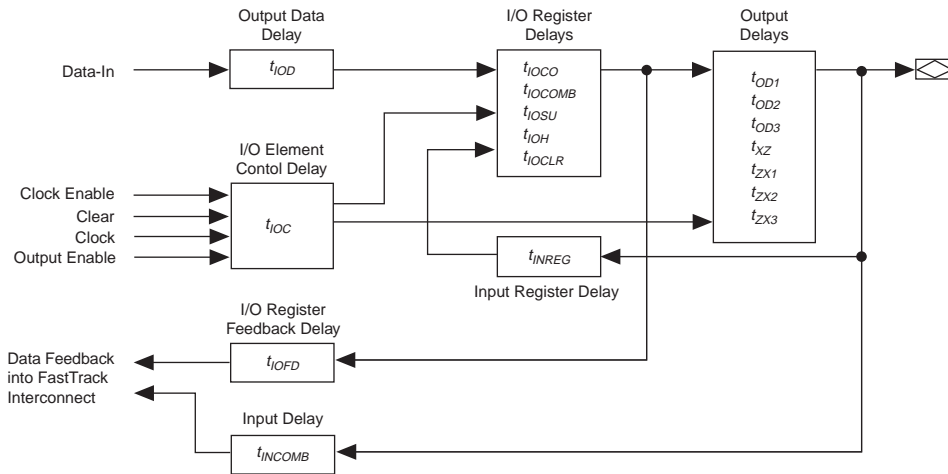 Output Data
Delay
I/O Register
Delays
Output
Delays
Data-In
tIOD
tIOCO
tIOCOMB
tIOSU
tIOH
tIOCLR
tOD1
tOD2
tOD3
tXZ
tZX1
tZX2
tZX3
I/O Element
Contol Delay
Clock Enable
Clear
Clock
Output Enable
tIOC
tINREG
Input Register Delay
I/O Register
Feedback Delay
Data Feedback
into FastTrack
Interconnect
tIOFD
Input Delay
tINCOMB